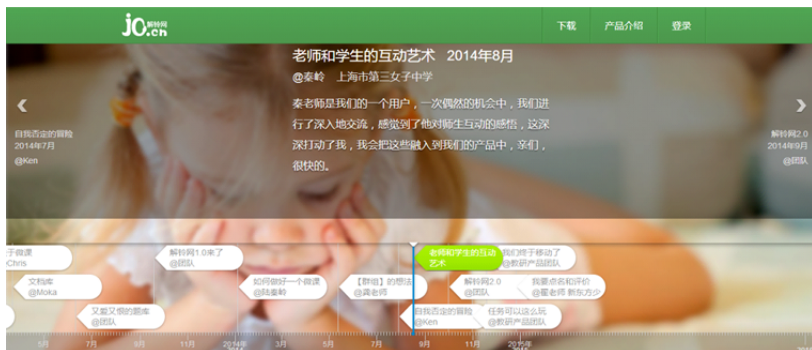 jo.cn 解铃网
下载 产品介绍 登录
老师和学生的互动艺术 2014年8月
@秦岭 上海市第三女子中学
秦老师是我们的一个用户，一次偶然的机会中，我们进
行了深入地交流，感觉到了他对师生互动的感悟，这深
深打动了我，我会把这些融入到我们的产品中，亲们，
很快的。
自我否定的冒险
2014年7月
@Ken
解铃网2.0
2014年9月
@团队
于微课
Chris
解铃网1.0来了
@团队
老师和学生的互动
艺术
我们终于移动了
@教研产品团队
文档库
@Moka
如何做好一个微课
@陆秦岭
【群组】的想法
@龚老师
解铃网2.0
@团队
我要点名和评价
@翟老师 新东方少
又爱又恨的题库
@团队
自我否定的冒险
@Ken
任务可以这么玩
@教研产品团队
5月 7月 9月 11月 2014年 3月 5月 7月 9月 11月 2015年